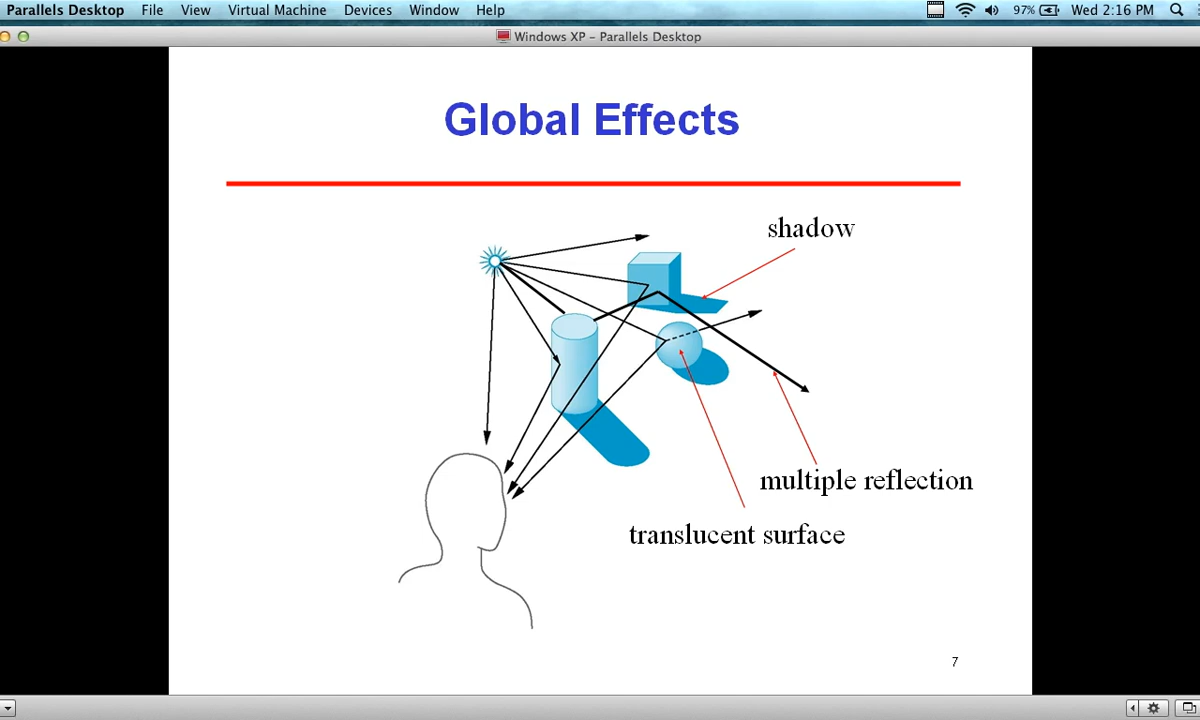 Parallels Desktop File View Virtual Machine Devices Window Help 97% Wed 2:16 PM
Windows XP – Parallels Desktop
Global Effects
shadow
multiple reflection
translucent surface
7